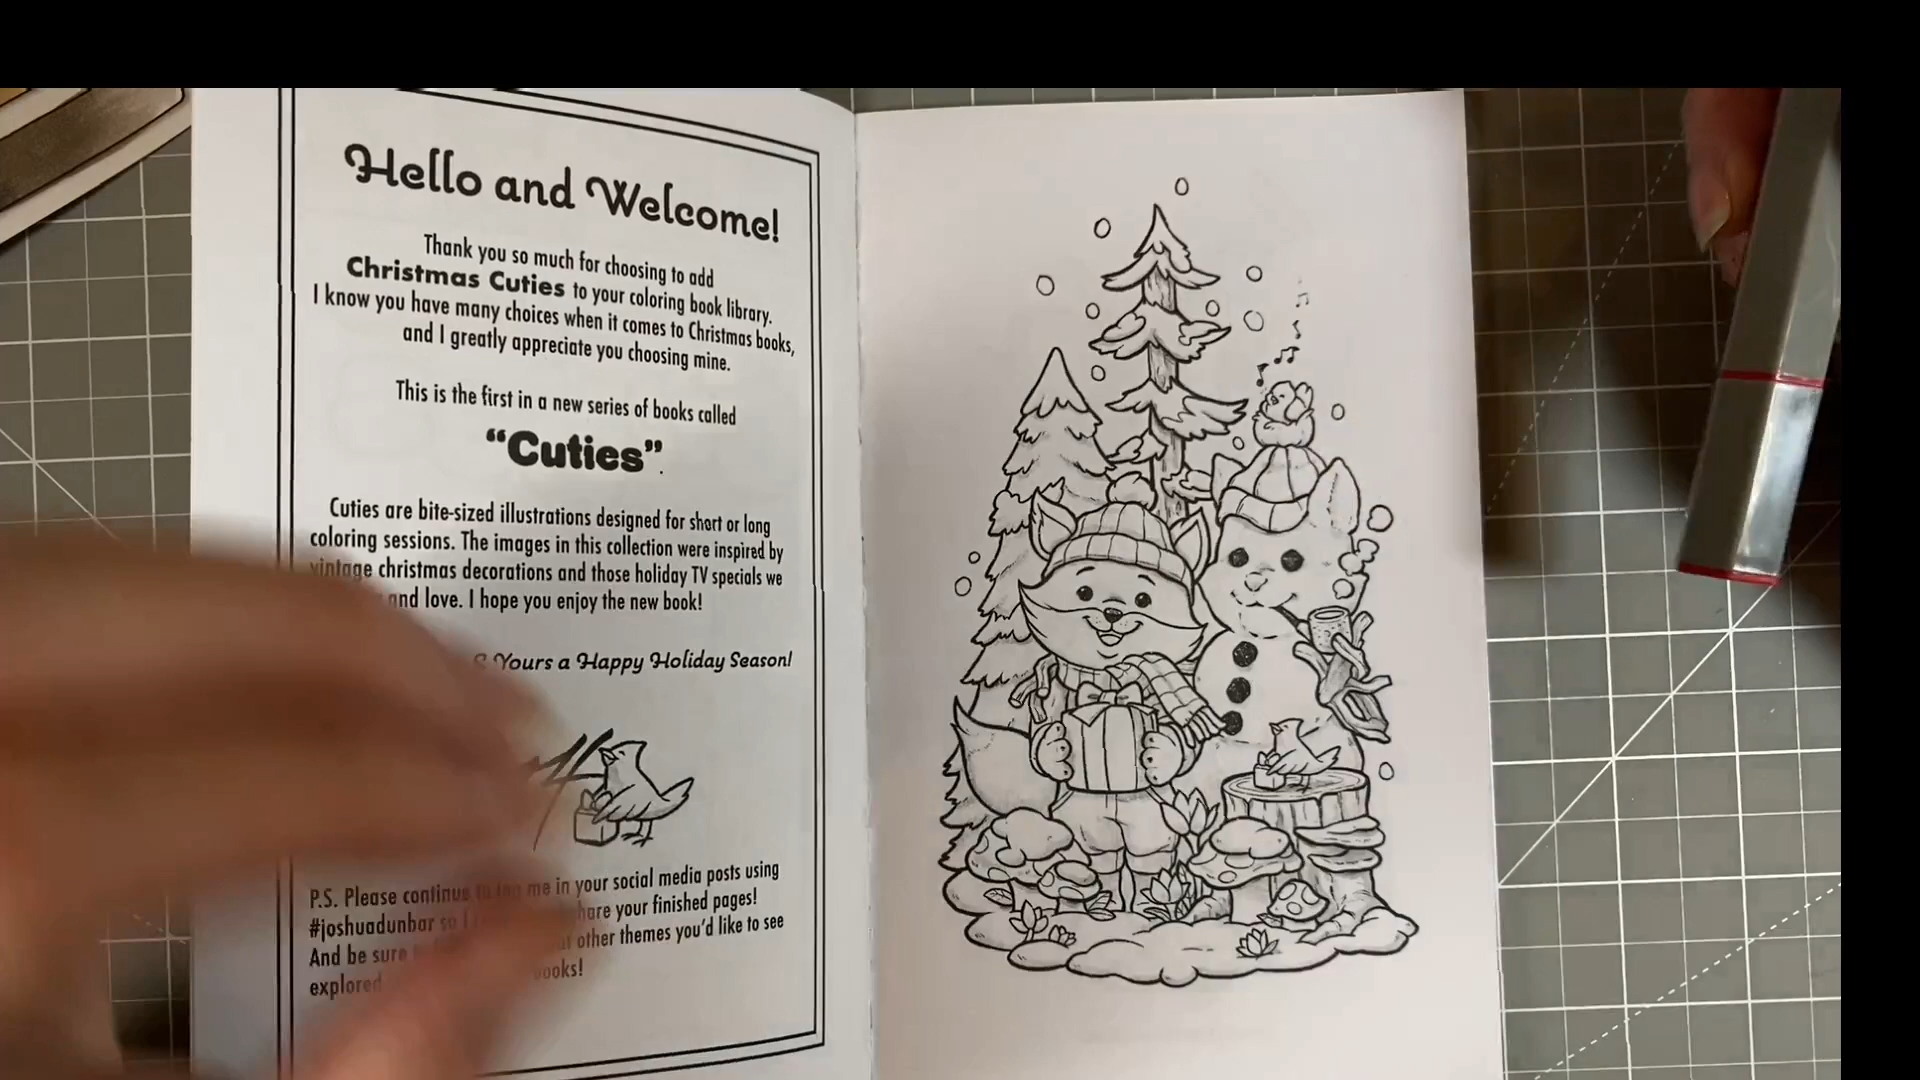 Hello and Welcome!
Thank you so much for choosing to add
Christmas Cuties to your coloring book library.
I know you have many choices when it comes to Christmas books,
and I greatly appreciate you choosing mine.
This is the first in a new series of books called
“Cuties”.
Cuties are bite-sized illustrations designed for short or long
coloring sessions. The images in this collection were inspired by
vintage christmas decorations and those holiday TV specials we
and love. I hope you enjoy the new book!
Yours a Happy Holiday Season!
P.S. Please continue to tag me in your social media posts using
#joshuadunbar so I share your finished pages!
And be sure other themes you'd like to see
explored books!